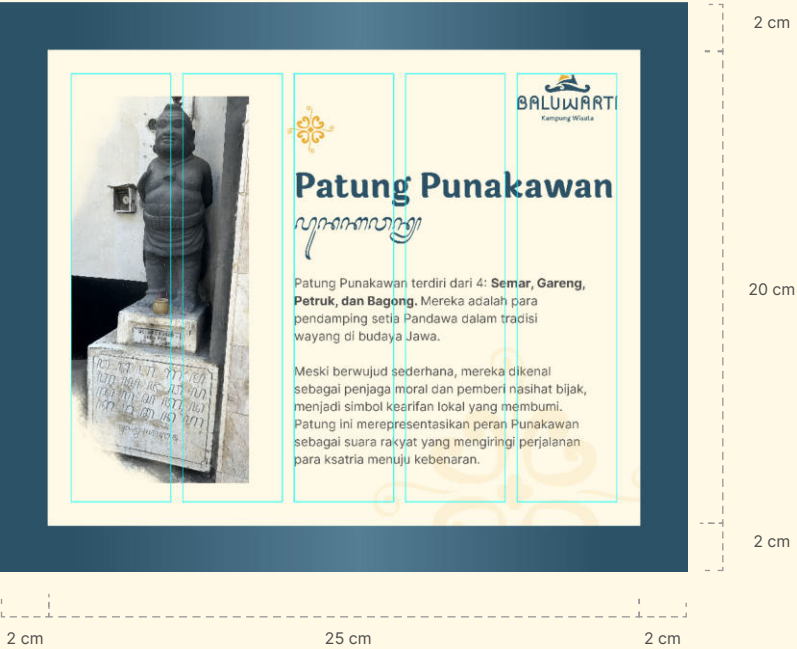 BALUWARTI
Kampung Wisata
Patung Punakawan
Patung Punakawan terdiri dari 4: Semar, Gareng,
Petruk, dan Bagong. Mereka adalah para
pendamping setia Pandawa dalam tradisi
wayang di budaya Jawa.
Meski berwujud sederhana, mereka dikenal
sebagai penjaga moral dan pemberi nasihat bijak,
menjadi simbol kearifan lokal yang membumi.
Patung ini merepresentasikan peran Punakawan
sebagai suara rakyat yang mengiringi perjalanan
para ksatria menuju kebenaran.
2 cm
20 cm
2 cm
2 cm
25 cm
2 cm